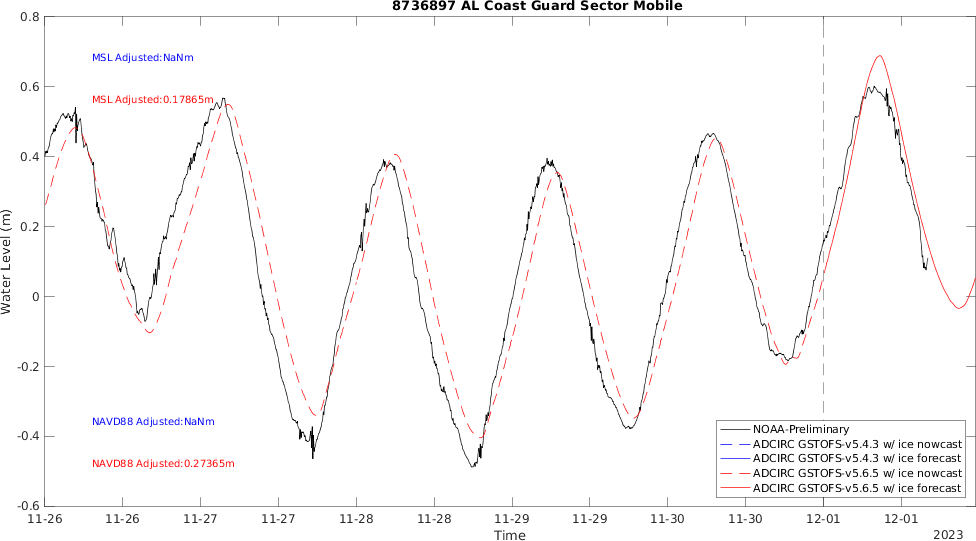 8736897 AL Coast Guard Sector Mobile
0.8
0.6
0.4
0.2
0
-0.2
-0.4
-0.6
Water Level (m)
MSL Adjusted:NaNm
MSL Adjusted:0.17865m
NAVD88 Adjusted:NaNm
NAVD88 Adjusted:0.27365m
NOAA-Preliminary
ADCIRC GSTOFS-v5.4.3 w/ ice nowcast
ADCIRC GSTOFS-v5.4.3 w/ ice forecast
ADCIRC GSTOFS-v5.6.5 w/ ice nowcast
ADCIRC GSTOFS-v5.6.5 w/ ice forecast
11-26 11-26 11-27 11-27 11-28 11-28 11-29 11-29 11-30 11-30 12-01 12-01
Time
2023